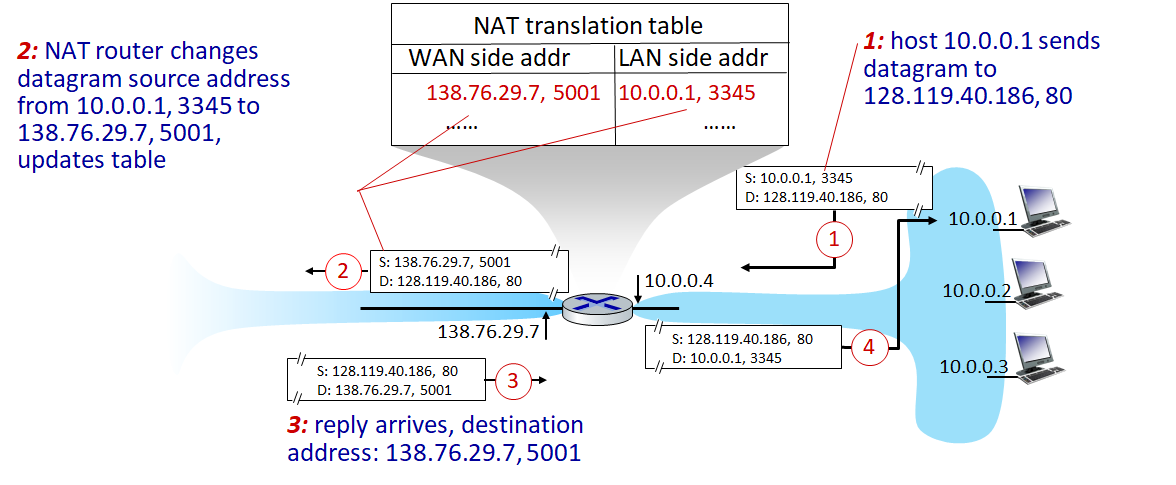 NAT translation table
WAN side addr LAN side addr
138.76.29.7, 5001 10.0.0.1, 3345
…… ……
2: NAT router changes
datagram source address
from 10.0.0.1, 3345 to
138.76.29.7, 5001,
updates table
1: host 10.0.0.1 sends
datagram to
128.119.40.186, 80
S: 10.0.0.1, 3345
D: 128.119.40.186, 80
1
10.0.0.1
2
S: 138.76.29.7, 5001
D: 128.119.40.186, 80
10.0.0.4
10.0.0.2
138.76.29.7
S: 128.119.40.186, 80
D: 10.0.0.1, 3345
4
10.0.0.3
S: 128.119.40.186, 80
D: 138.76.29.7, 5001
3
3: reply arrives, destination
address: 138.76.29.7, 5001